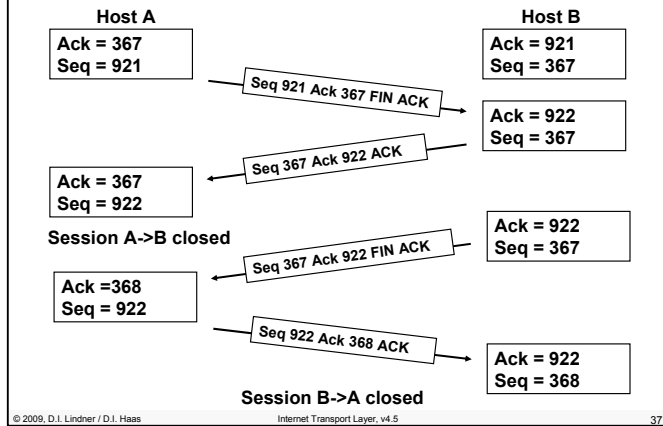 Host A
Host B
Ack = 367
Seq = 921
Ack = 921
Seq = 367
Seq 921 Ack 367 FIN ACK
Ack = 922
Seq = 367
Seq 367 Ack 922 ACK
Ack = 367
Seq = 922
Session A->B closed
Ack = 922
Seq = 367
Seq 367 Ack 922 FIN ACK
Ack =368
Seq = 922
Seq 922 Ack 368 ACK
Ack = 922
Seq = 368
Session B->A closed
© 2009, D.I. Lindner / D.I. Haas
Internet Transport Layer, v4.5
37